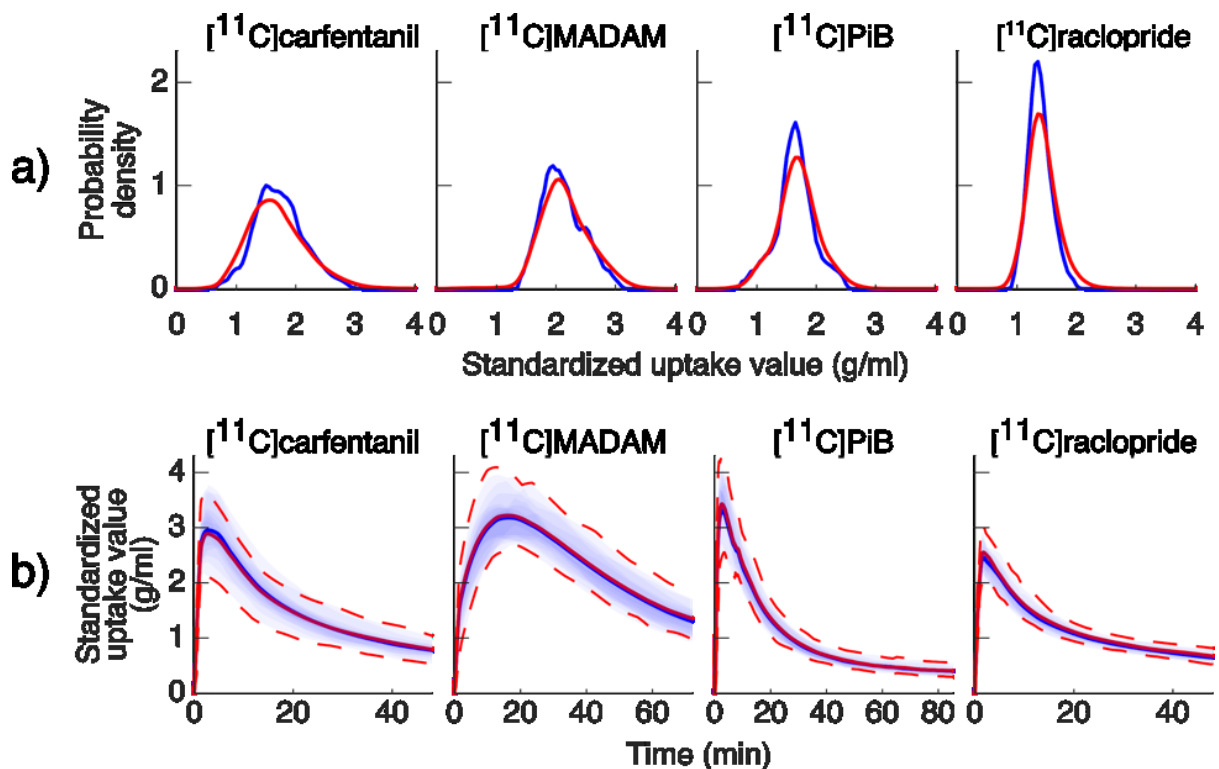 [¹¹C]carfentanil [¹¹C]MADAM [¹¹C]PiB [¹¹C]raclopride
a)
Probability
density
2
1
0
0 1 2 3 4 0 1 2 3 4 0 1 2 3 4 0 1 2 3 4
Standardized uptake value (g/ml)
[¹¹C]carfentanil [¹¹C]MADAM [¹¹C]PiB [¹¹C]raclopride
b)
Standardized
uptake value
(g/ml)
4
3
2
1
0
0 20 40 0 20 40 60 0 20 40 60 80 0 20 40
Time (min)